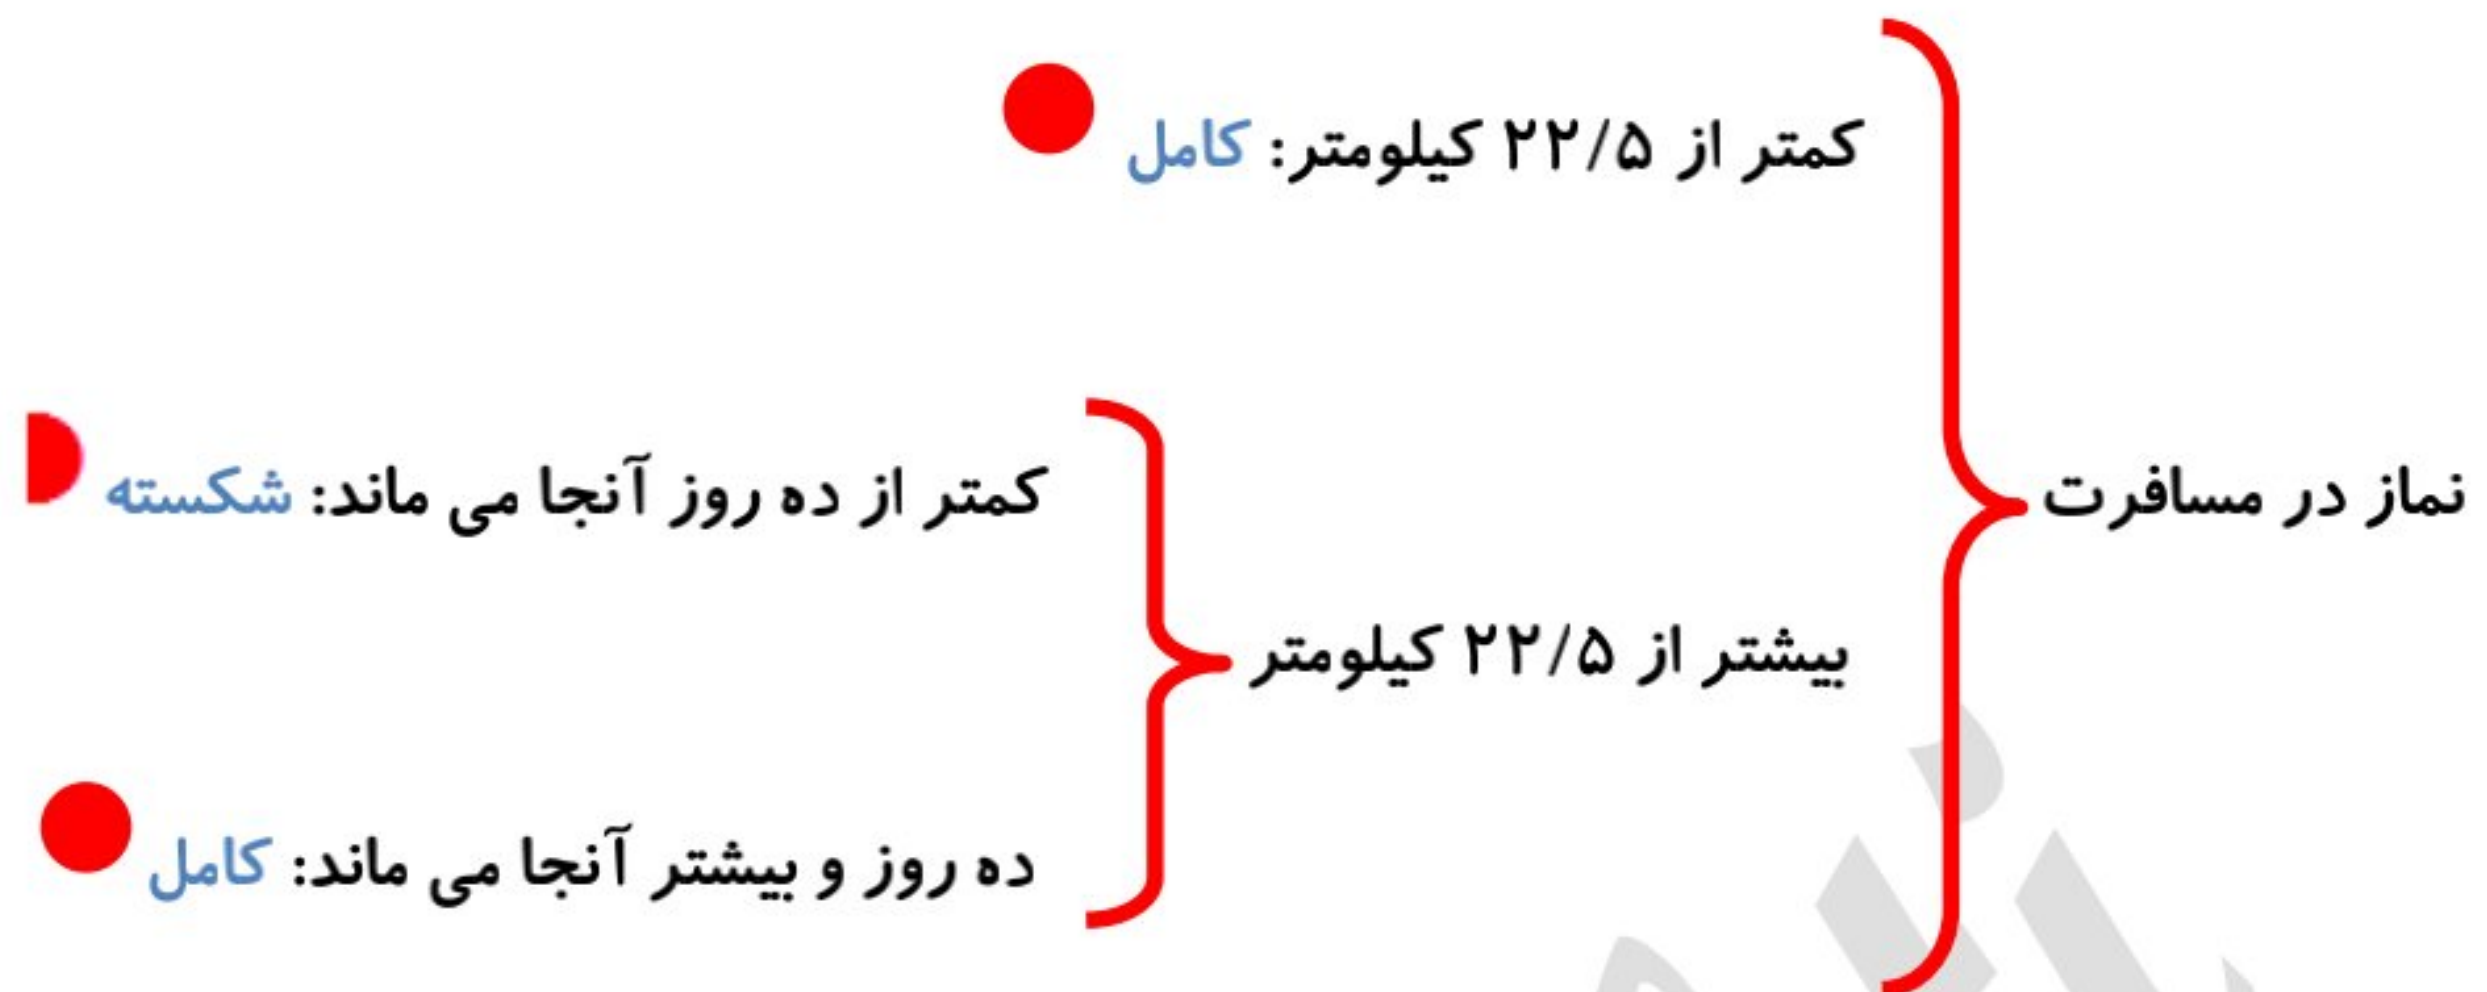 کمتر از ۲۲/۵ کیلومتر: کامل
نماز در مسافرت
کمتر از ده روز آنجا می ماند: شکسته
بیشتر از ۲۲/۵ کیلومتر
ده روز و بیشتر آنجا می ماند: کامل